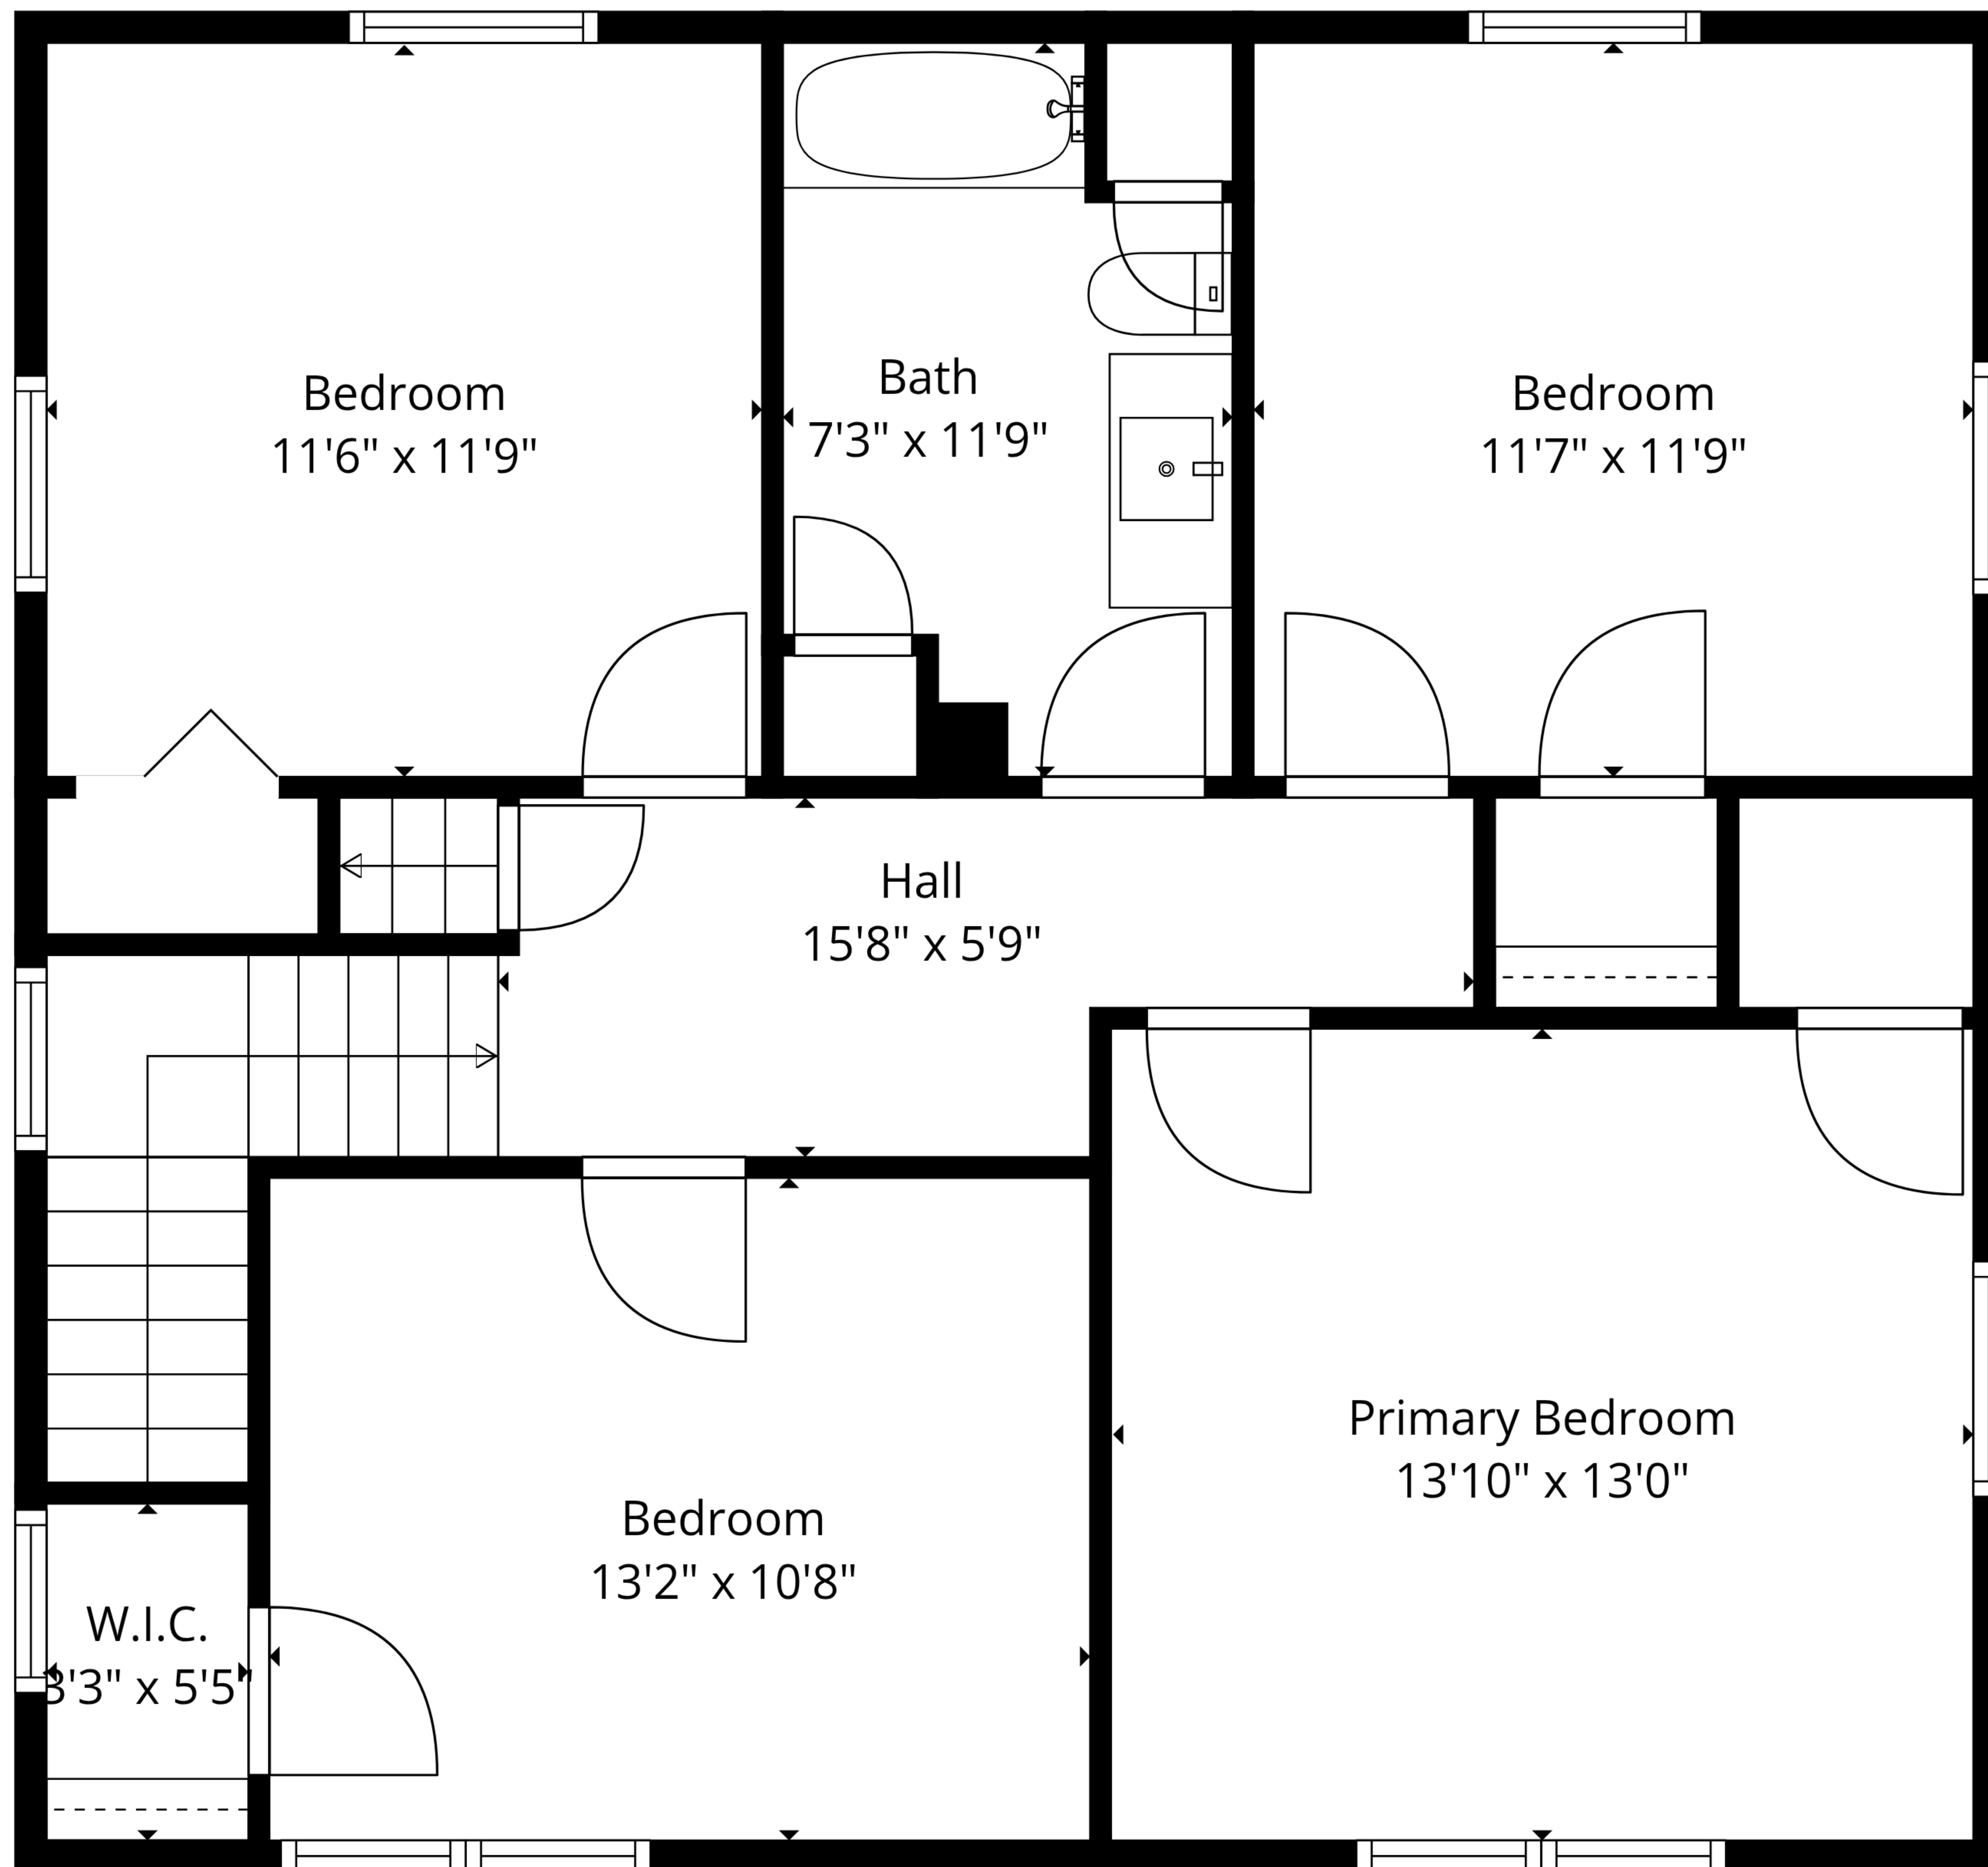 Bedroom
11'6" x 11'9"
Bath
7'3" x 11'9"
Bedroom
11'7" x 11'9"
Hall
15'8" x 5'9"
Primary Bedroom
13'10" x 13'0"
Bedroom
13'2" x 10'8"
W.I.C.
3'3" x 5'5"